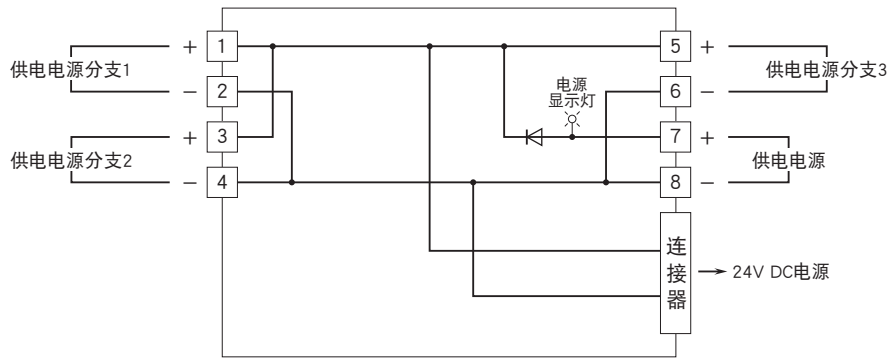 供电电源分支1
+ 1
− 2
供电电源分支2
+ 3
− 4
电源
显示灯
5 +
6 −
供电电源分支3
7 +
8 −
供电电源
连
接
器
24V DC电源